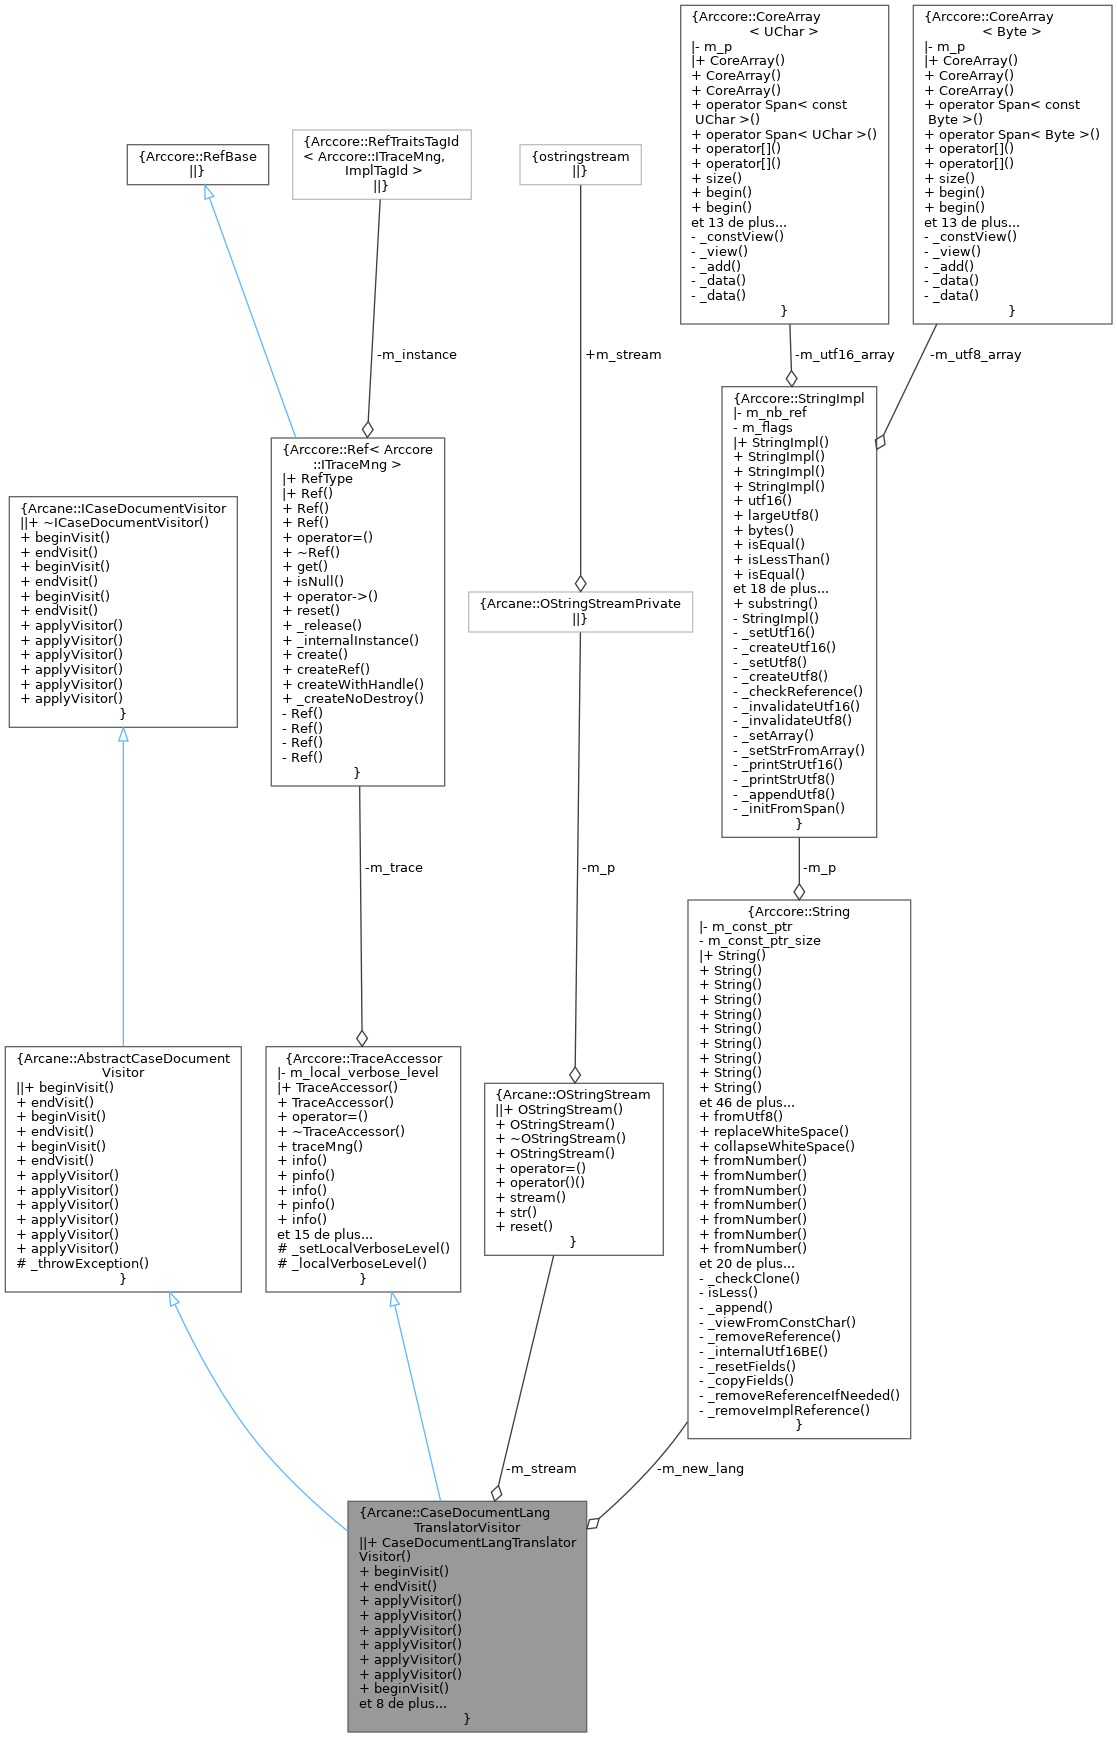 {Arccore::CoreArray
< UChar >
|- m_p
|+ CoreArray()
+ CoreArray()
+ CoreArray()
+ operator Span< const
UChar >()
+ operator Span< UChar >()
+ operator[]()
+ operator[]()
+ size()
+ begin()
+ begin()
et 13 de plus...
- _constView()
- _view()
- _add()
- _data()
- _data()
}
{Arccore::CoreArray
< Byte >
|- m_p
|+ CoreArray()
+ CoreArray()
+ CoreArray()
+ operator Span< const
Byte >()
+ operator Span< Byte >()
+ operator[]()
+ operator[]()
+ size()
+ begin()
+ begin()
et 13 de plus...
- _constView()
- _view()
- _add()
- _data()
- _data()
}
{Arccore::RefBase
||}
{Arccore::RefTraitsTagId
< Arccore::ITraceMng,
ImplTagId >
||}
{ostringstream
||}
-m_instance
+m_stream
-m_utf16_array
-m_utf8_array
{Arccore::StringImpl
|- m_nb_ref
- m_flags
|+ StringImpl()
+ StringImpl()
+ StringImpl()
+ StringImpl()
+ utf16()
+ largeUtf8()
+ bytes()
+ isEqual()
+ isLessThan()
+ isEqual()
et 18 de plus...
+ substring()
- StringImpl()
- _setUtf16()
- _createUtf16()
- _setUtf8()
- _createUtf8()
- _checkReference()
- _invalidateUtf16()
- _invalidateUtf8()
- _setArray()
- _setStrFromArray()
- _printStrUtf16()
- _printStrUtf8()
- _appendUtf8()
- _initFromSpan()
}
{Arccore::Ref< Arccore
::ITraceMng >
|+ RefType
|+ Ref()
+ Ref()
+ Ref()
+ operator=()
+ ~Ref()
+ get()
+ isNull()
+ operator->()
+ reset()
+ _release()
+ _internalInstance()
+ create()
+ createRef()
+ createWithHandle()
+ _createNoDestroy()
- Ref()
- Ref()
- Ref()
- Ref()
}
{Arcane::ICaseDocumentVisitor
||+ ~ICaseDocumentVisitor()
+ beginVisit()
+ endVisit()
+ beginVisit()
+ endVisit()
+ beginVisit()
+ endVisit()
+ applyVisitor()
+ applyVisitor()
+ applyVisitor()
+ applyVisitor()
+ applyVisitor()
+ applyVisitor()
}
{Arcane::OStringStreamPrivate
||}
-m_trace
-m_p
-m_p
{Arccore::String
|- m_const_ptr
- m_const_ptr_size
|+ String()
+ String()
+ String()
+ String()
+ String()
+ String()
+ String()
+ String()
+ String()
+ String()
et 46 de plus...
+ fromUtf8()
+ replaceWhiteSpace()
+ collapseWhiteSpace()
+ fromNumber()
+ fromNumber()
+ fromNumber()
+ fromNumber()
+ fromNumber()
+ fromNumber()
+ fromNumber()
et 20 de plus...
- _checkClone()
- isLess()
- _append()
- _viewFromConstChar()
- _removeReference()
- _internalUtf16BE()
- _resetFields()
- _copyFields()
- _removeReferenceIfNeeded()
- _removeImplReference()
}
{Arcane::AbstractCaseDocument
Visitor
||+ beginVisit()
+ endVisit()
+ beginVisit()
+ endVisit()
+ beginVisit()
+ endVisit()
+ applyVisitor()
+ applyVisitor()
+ applyVisitor()
+ applyVisitor()
+ applyVisitor()
+ applyVisitor()
# _throwException()
}
{Arccore::TraceAccessor
|- m_local_verbose_level
|+ TraceAccessor()
+ TraceAccessor()
+ operator=()
+ ~TraceAccessor()
+ traceMng()
+ info()
+ pinfo()
+ info()
+ pinfo()
+ info()
et 15 de plus...
# _setLocalVerboseLevel()
# _localVerboseLevel()
}
{Arcane::OStringStream
||+ OStringStream()
+ OStringStream()
+ ~OStringStream()
+ OStringStream()
+ operator=()
+ operator()()
+ stream()
+ str()
+ reset()
}
-m_stream
-m_new_lang
{Arcane::CaseDocumentLang
TranslatorVisitor
||+ CaseDocumentLangTranslator
Visitor()
+ beginVisit()
+ endVisit()
+ applyVisitor()
+ applyVisitor()
+ applyVisitor()
+ applyVisitor()
+ applyVisitor()
+ applyVisitor()
+ beginVisit()
et 8 de plus...
}